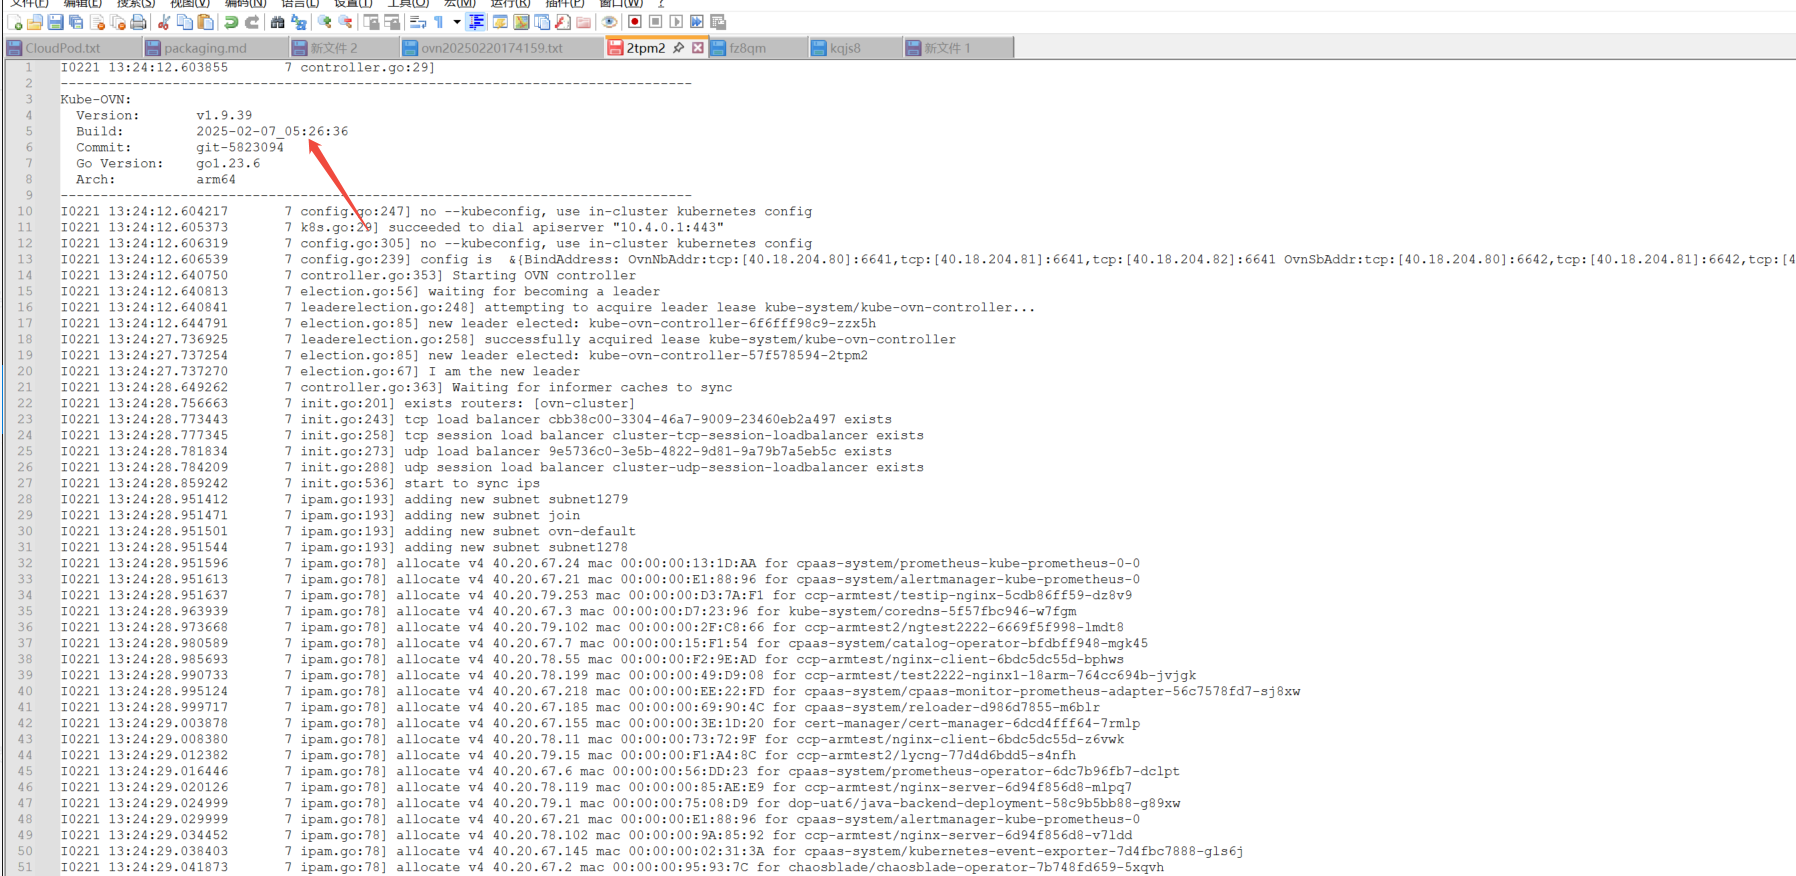 文件(F) 编辑(E) 搜索(S) 视图(V) 编码(N) 语言(L) 设置(T) 工具(O) 宏(M) 运行(R) 插件(P) 窗口(W) ?
CloudPod.txt packaging.md 新文件 2 ovn20250220174159.txt 2tpm2 fz8qm kqjs8 新文件 1
1 I0221 13:24:12.603855 7 controller.go:29]
2 -------------------------------------------------------------------------------
3 Kube-OVN:
4 Version: v1.9.39
5 Build: 2025-02-07_05:26:36
6 Commit: git-5823094
7 Go Version: go1.23.6
8 Arch: arm64
9 -------------------------------------------------------------------------------
10 I0221 13:24:12.604217 7 config.go:247] no --kubeconfig, use in-cluster kubernetes config
11 I0221 13:24:12.605373 7 k8s.go:29] succeeded to dial apiserver "10.4.0.1:443"
12 I0221 13:24:12.606319 7 config.go:305] no --kubeconfig, use in-cluster kubernetes config
13 I0221 13:24:12.606539 7 config.go:239] config is &{BindAddress: OvnNbAddr:tcp:[40.18.204.80]:6641,tcp:[40.18.204.81]:6641,tcp:[40.18.204.82]:6641 OvnSbAddr:tcp:[40.18.204.80]:6642,tcp:[40.18.204.81]:6642,tcp:[4
14 I0221 13:24:12.640750 7 controller.go:353] Starting OVN controller
15 I0221 13:24:12.640813 7 election.go:56] waiting for becoming a leader
16 I0221 13:24:12.640841 7 leaderelection.go:248] attempting to acquire leader lease kube-system/kube-ovn-controller...
17 I0221 13:24:12.644791 7 election.go:85] new leader elected: kube-ovn-controller-6f6fff98c9-zzx5h
18 I0221 13:24:27.736925 7 leaderelection.go:258] successfully acquired lease kube-system/kube-ovn-controller
19 I0221 13:24:27.737254 7 election.go:85] new leader elected: kube-ovn-controller-57f578594-2tpm2
20 I0221 13:24:27.737270 7 election.go:67] I am the new leader
21 I0221 13:24:28.649262 7 controller.go:363] Waiting for informer caches to sync
22 I0221 13:24:28.756663 7 init.go:201] exists routers: [ovn-cluster]
23 I0221 13:24:28.773443 7 init.go:243] tcp load balancer cbb38c00-3304-46a7-9009-23460eb2a497 exists
24 I0221 13:24:28.777345 7 init.go:258] tcp session load balancer cluster-tcp-session-loadbalancer exists
25 I0221 13:24:28.781834 7 init.go:273] udp load balancer 9e5736c0-3e5b-4822-9d81-9a79b7a5eb5c exists
26 I0221 13:24:28.784209 7 init.go:288] udp session load balancer cluster-udp-session-loadbalancer exists
27 I0221 13:24:28.859242 7 init.go:536] start to sync ips
28 I0221 13:24:28.951412 7 ipam.go:193] adding new subnet subnet1279
29 I0221 13:24:28.951471 7 ipam.go:193] adding new subnet join
30 I0221 13:24:28.951501 7 ipam.go:193] adding new subnet ovn-default
31 I0221 13:24:28.951544 7 ipam.go:193] adding new subnet subnet1278
32 I0221 13:24:28.951596 7 ipam.go:78] allocate v4 40.20.67.24 mac 00:00:00:13:1D:AA for cpaas-system/prometheus-kube-prometheus-0-0
33 I0221 13:24:28.951613 7 ipam.go:78] allocate v4 40.20.67.21 mac 00:00:00:E1:88:96 for cpaas-system/alertmanager-kube-prometheus-0
34 I0221 13:24:28.951637 7 ipam.go:78] allocate v4 40.20.79.253 mac 00:00:00:D3:7A:F1 for ccp-armtest/testip-nginx-5cdb86ff59-dz8v9
35 I0221 13:24:28.963939 7 ipam.go:78] allocate v4 40.20.67.3 mac 00:00:00:D7:23:96 for kube-system/coredns-5f57fbc946-w7fgm
36 I0221 13:24:28.973668 7 ipam.go:78] allocate v4 40.20.79.102 mac 00:00:00:2F:C8:66 for ccp-armtest2/ngtest2222-6669f5f998-lmdt8
37 I0221 13:24:28.980589 7 ipam.go:78] allocate v4 40.20.67.7 mac 00:00:00:15:F1:54 for cpaas-system/catalog-operator-bfdbff948-mgk45
38 I0221 13:24:28.985693 7 ipam.go:78] allocate v4 40.20.78.55 mac 00:00:00:F2:9E:AD for ccp-armtest/nginx-client-6bdc5dc55d-bphws
39 I0221 13:24:28.990733 7 ipam.go:78] allocate v4 40.20.78.199 mac 00:00:00:49:D9:08 for ccp-armtest/test2222-nginx1-18arm-764cc694b-jvjgk
40 I0221 13:24:28.995124 7 ipam.go:78] allocate v4 40.20.67.218 mac 00:00:00:EE:22:FD for cpaas-system/cpaas-monitor-prometheus-adapter-56c7578fd7-sj8xw
41 I0221 13:24:28.999717 7 ipam.go:78] allocate v4 40.20.67.185 mac 00:00:00:69:90:4C for cpaas-system/reloader-d986d7855-m6blr
42 I0221 13:24:29.003878 7 ipam.go:78] allocate v4 40.20.67.155 mac 00:00:00:3E:1D:20 for cert-manager/cert-manager-6dcd4fff64-7rmlp
43 I0221 13:24:29.008380 7 ipam.go:78] allocate v4 40.20.78.11 mac 00:00:00:73:72:9F for ccp-armtest/nginx-client-6bdc5dc55d-z6vwk
44 I0221 13:24:29.012382 7 ipam.go:78] allocate v4 40.20.79.15 mac 00:00:00:F1:A4:8C for ccp-armtest2/lycng-77d4d6bdd5-s4nfh
45 I0221 13:24:29.016446 7 ipam.go:78] allocate v4 40.20.67.6 mac 00:00:00:56:DD:23 for cpaas-system/prometheus-operator-6dc7b96fb7-dclpt
46 I0221 13:24:29.020126 7 ipam.go:78] allocate v4 40.20.78.119 mac 00:00:00:85:AE:E9 for ccp-armtest/nginx-server-6d94f856d8-mlpq7
47 I0221 13:24:29.024999 7 ipam.go:78] allocate v4 40.20.79.1 mac 00:00:00:75:08:D9 for dop-uat6/java-backend-deployment-58c9b5bb88-g89xw
48 I0221 13:24:29.029999 7 ipam.go:78] allocate v4 40.20.67.21 mac 00:00:00:E1:88:96 for cpaas-system/alertmanager-kube-prometheus-0
49 I0221 13:24:29.034452 7 ipam.go:78] allocate v4 40.20.78.102 mac 00:00:00:9A:85:92 for ccp-armtest/nginx-server-6d94f856d8-v7ldd
50 I0221 13:24:29.038403 7 ipam.go:78] allocate v4 40.20.67.145 mac 00:00:00:02:31:3A for cpaas-system/kubernetes-event-exporter-7d4fbc7888-gls6j
51 I0221 13:24:29.041873 7 ipam.go:78] allocate v4 40.20.67.2 mac 00:00:00:95:93:7C for chaosblade/chaosblade-operator-7b748fd659-5xqvh